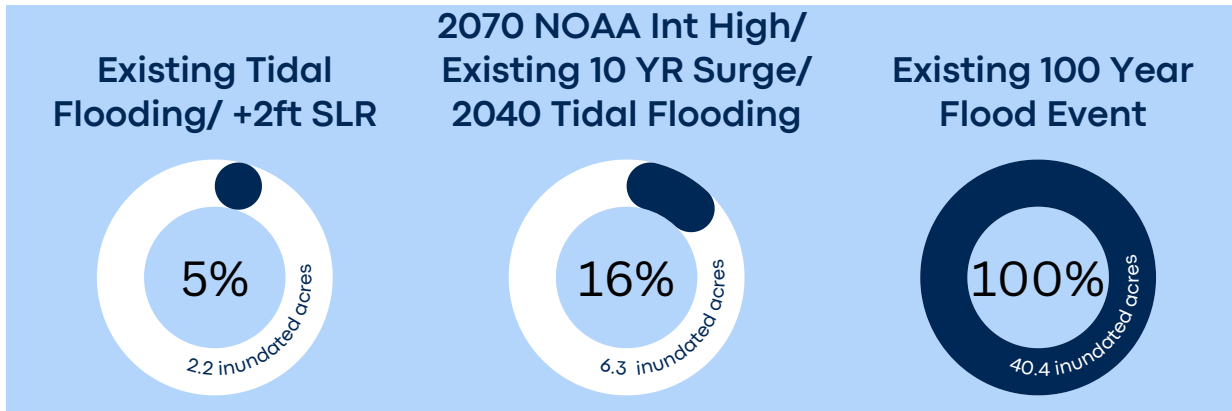 Existing Tidal
Flooding/ +2ft SLR
5%
2.2 inundated acres
2070 NOAA Int High/
Existing 10 YR Surge/
2040 Tidal Flooding
16%
6.3 inundated acres
Existing 100 Year
Flood Event
100%
40.4 inundated acres